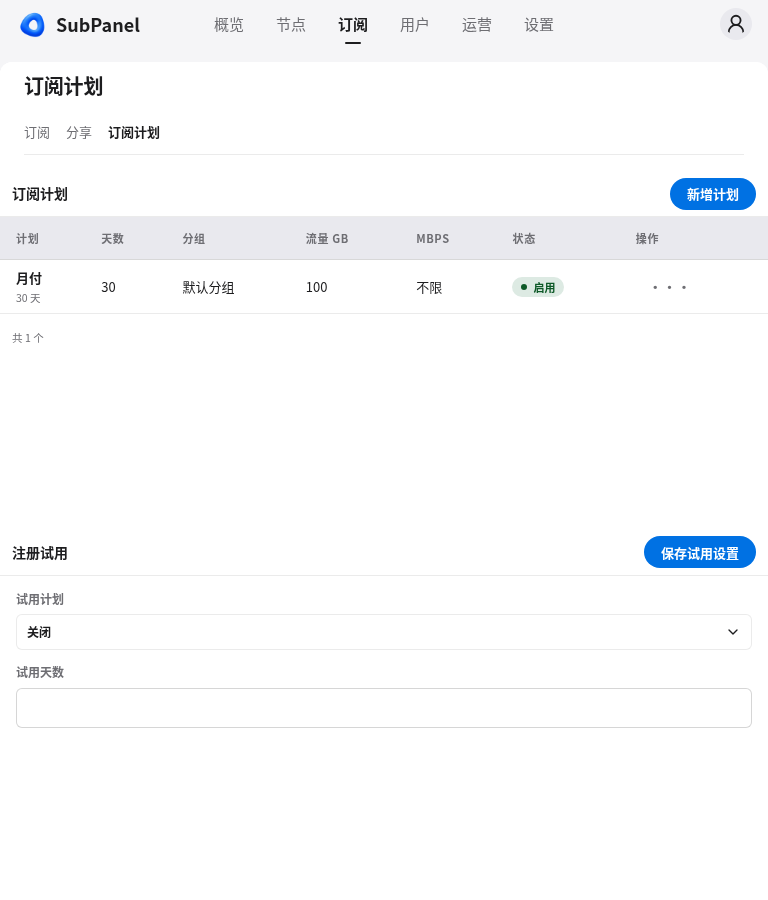 SubPanel 概览 节点 订阅 用户 运营 设置
订阅计划
订阅 分享 订阅计划
订阅计划 新增计划
计划 天数 分组 流量 GB MBPS 状态 操作
月付 30 默认分组 100 不限 启用 • • •
30 天
共 1 个
注册试用 保存试用设置
试用计划
关闭
试用天数